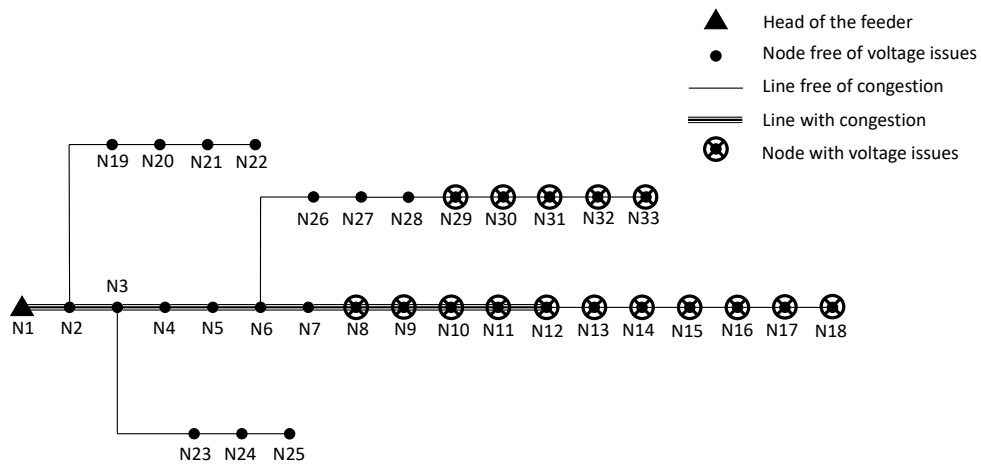 Head of the feeder
Node free of voltage issues
Line free of congestion
Line with congestion
Node with voltage issues
N19 N20 N21 N22
N26 N27 N28 N29 N30 N31 N32 N33
N3
N1 N2 N4 N5 N6 N7 N8 N9 N10 N11 N12 N13 N14 N15 N16 N17 N18
N23 N24 N25